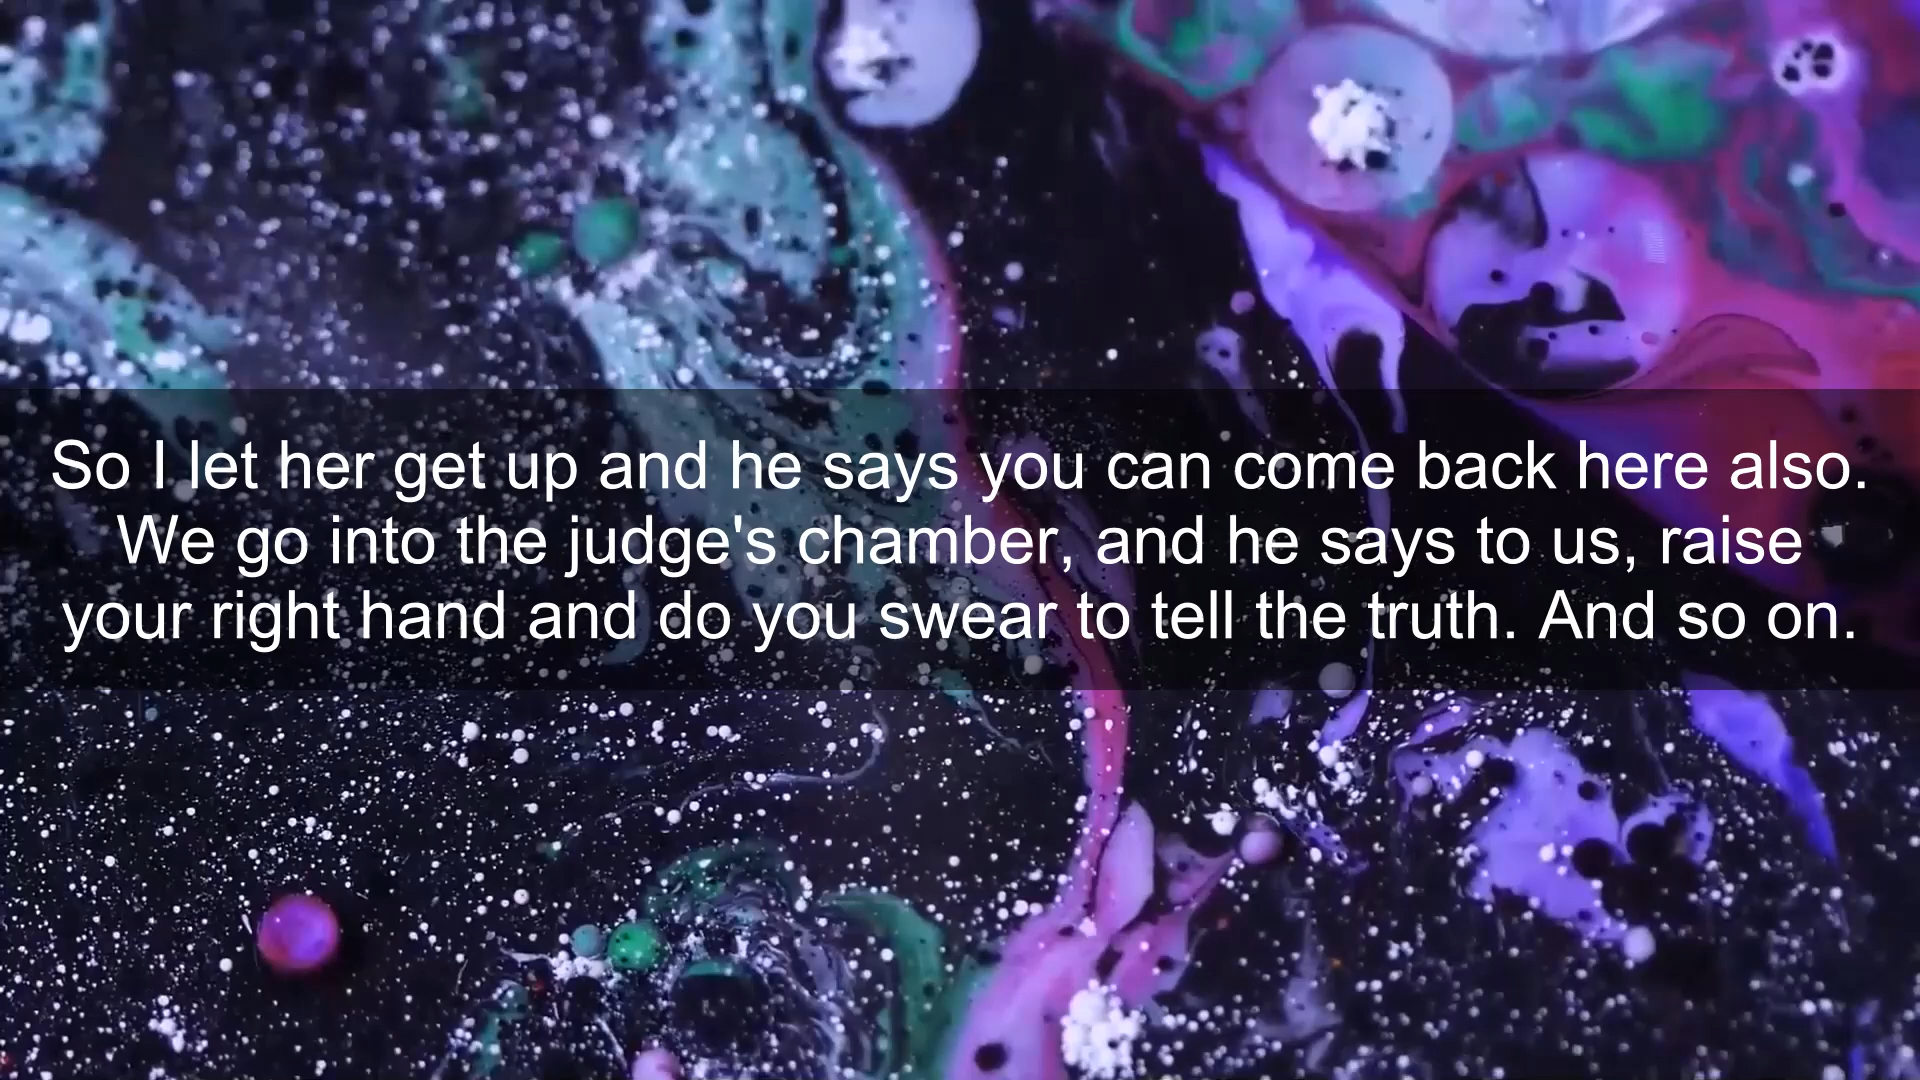 So I let her get up and he says you can come back here also.
We go into the judge's chamber, and he says to us, raise
your right hand and do you swear to tell the truth. And so on.